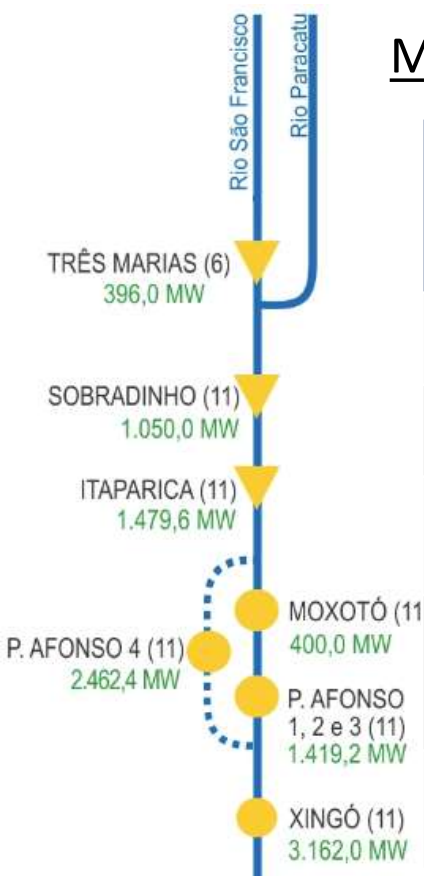 Rio São Francisco
Rio Paracatu
M
TRÊS MARIAS (6)
396,0 MW
SOBRADINHO (11)
1.050,0 MW
ITAPARICA (11)
1.479,6 MW
MOXOTÓ (11
400,0 MW
P. AFONSO 4 (11)
2.462,4 MW
P. AFONSO
1, 2 e 3 (11)
1.419,2 MW
XINGÓ (11)
3.162,0 MW